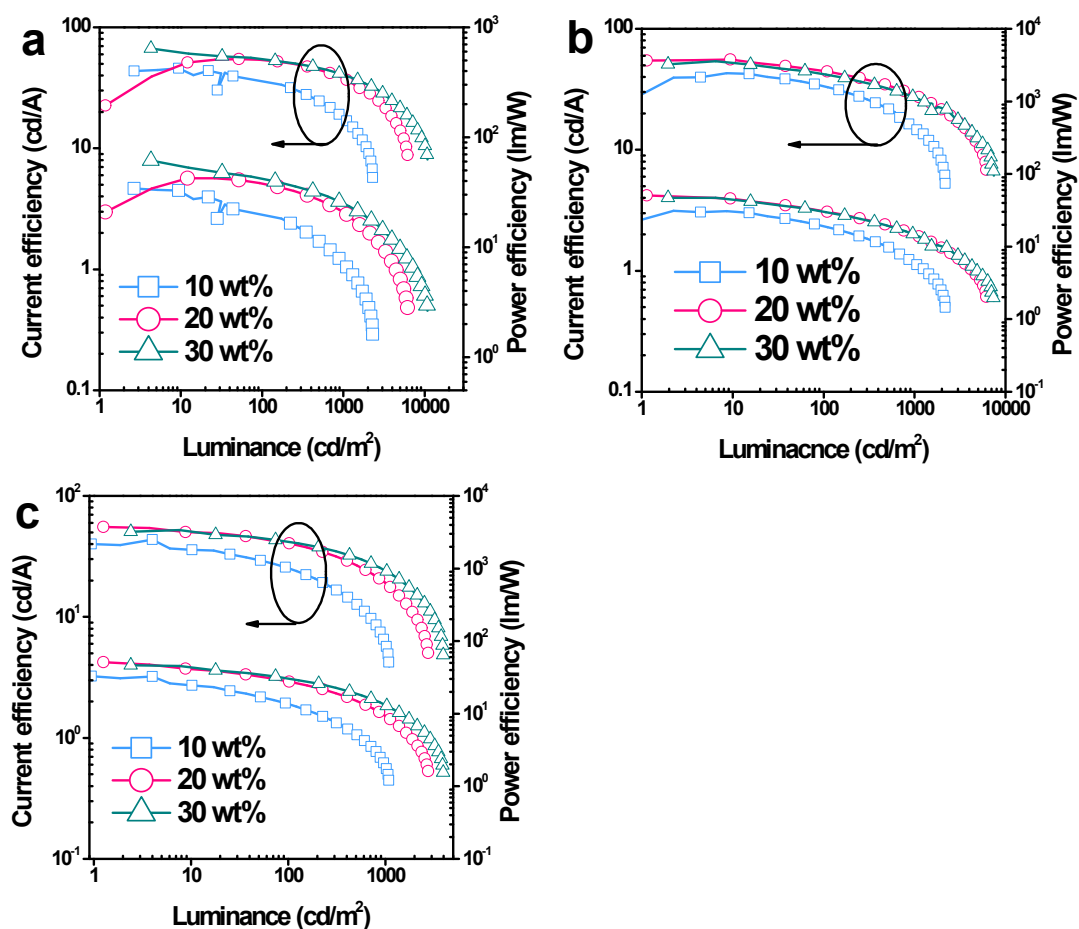 a
100
10
1
0.1
Current efficiency (cd/A)
10 wt%
20 wt%
30 wt%
1 10 100 1000 10000
Luminance (cd/m²)
10³
10²
10¹
10⁰
Power efficiency (lm/W)
b
100
10
1
0.1
Current efficiency (cd/A)
10 wt%
20 wt%
30 wt%
1 10 100 1000 10000
Luminacnce (cd/m²)
10⁴
10³
10²
10¹
10⁰
10⁻¹
Power efficiency (lm/W)
c
10²
10¹
10⁰
10⁻¹
Current efficiency (cd/A)
10 wt%
20 wt%
30 wt%
1 10 100 1000
Luminance (cd/m²)
10⁴
10³
10²
10¹
10⁰
10⁻¹
Power efficiency (lm/W)